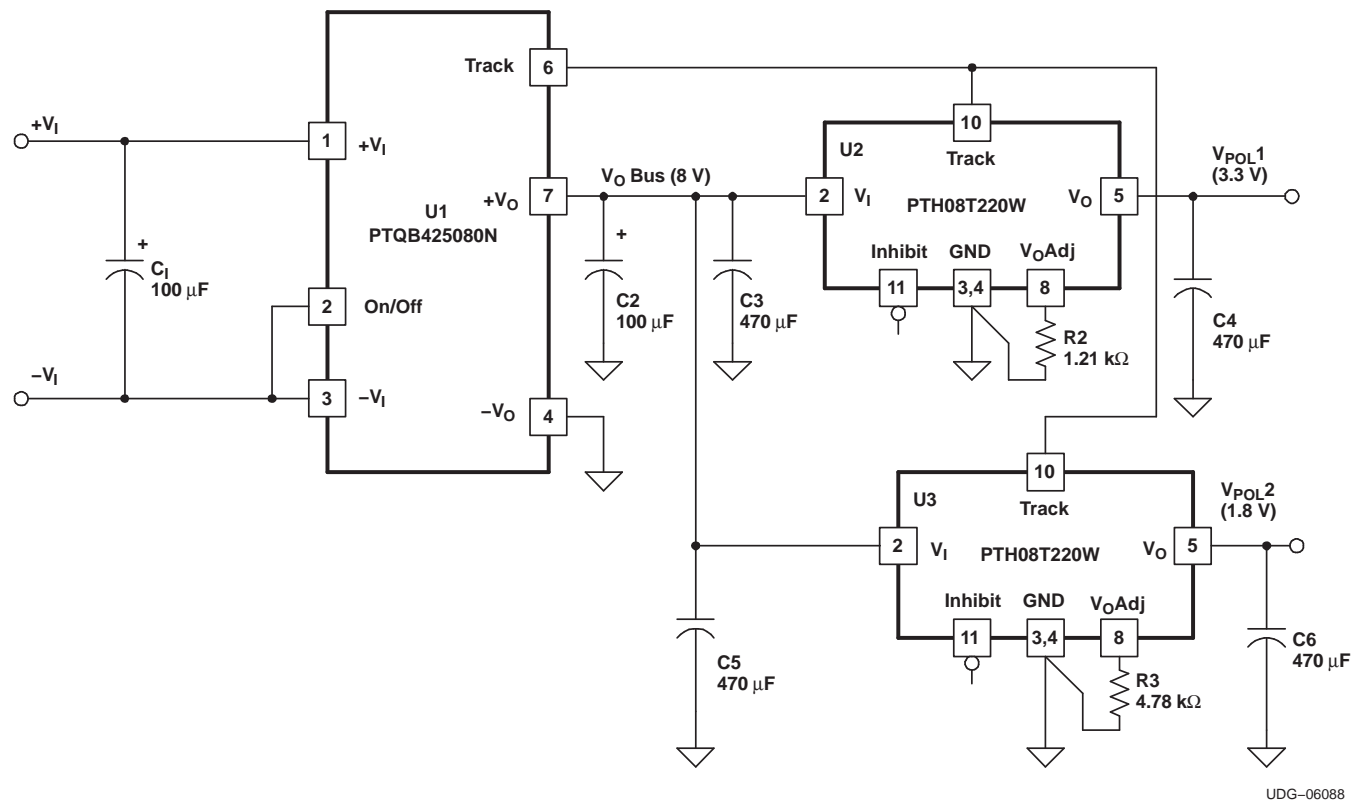 Track
6
+VI
1
+VI
CI
100 μF
+
2
On/Off
−VI
3
−VI
U1
PTQB425080N
7
+VO
−VO
4
VO Bus (8 V)
+
C2
100 μF
C3
470 μF
U2
10
Track
2
VI
PTH08T220W
VO
5
Inhibit
GND
VOAdj
11
3,4
8
R2
1.21 kΩ
VPOL1
(3.3 V)
C4
470 μF
U3
10
Track
2
VI
PTH08T220W
VO
5
Inhibit
GND
VOAdj
11
3,4
8
R3
4.78 kΩ
VPOL2
(1.8 V)
C6
470 μF
C5
470 μF
UDG−06088